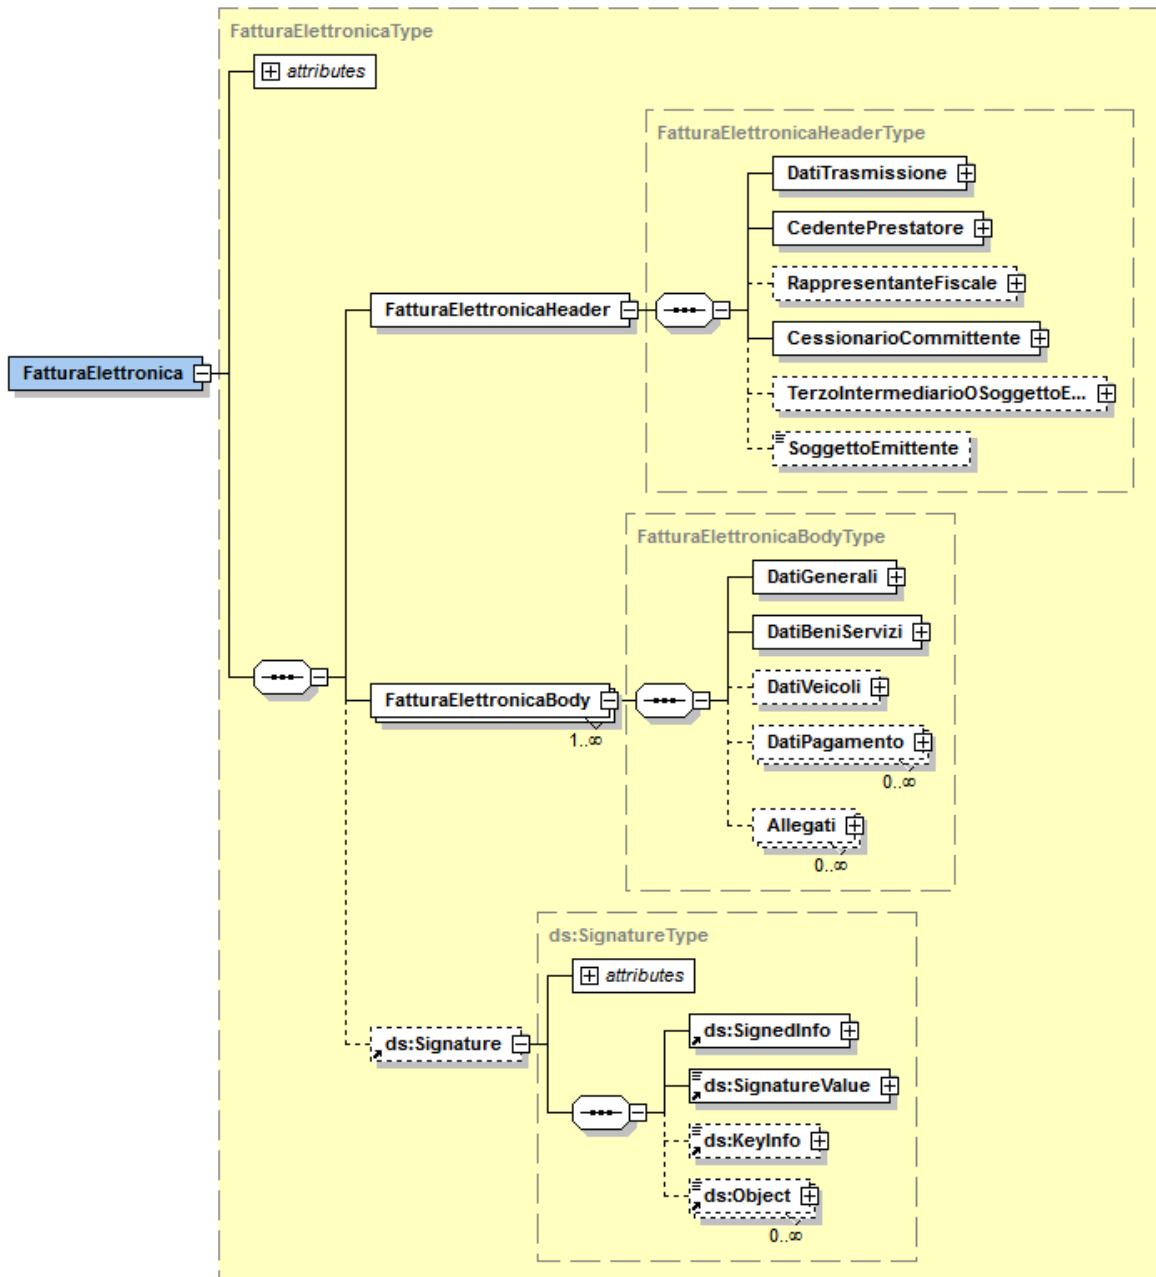 FatturaElettronicaType
attributes
FatturaElettronicaHeaderType
DatiTrasmissione
CedentePrestatore
RappresentanteFiscale
FatturaElettronicaHeader
CessionarioCommittente
FatturaElettronica
TerzoIntermediarioOSoggettoE...
SoggettoEmittente
FatturaElettronicaBodyType
DatiGenerali
DatiBeniServizi
DatiVeicoli
FatturaElettronicaBody
1..∞
DatiPagamento
0..∞
Allegati
0..∞
ds:SignatureType
attributes
ds:SignedInfo
ds:Signature
ds:SignatureValue
ds:KeyInfo
ds:Object
0..∞